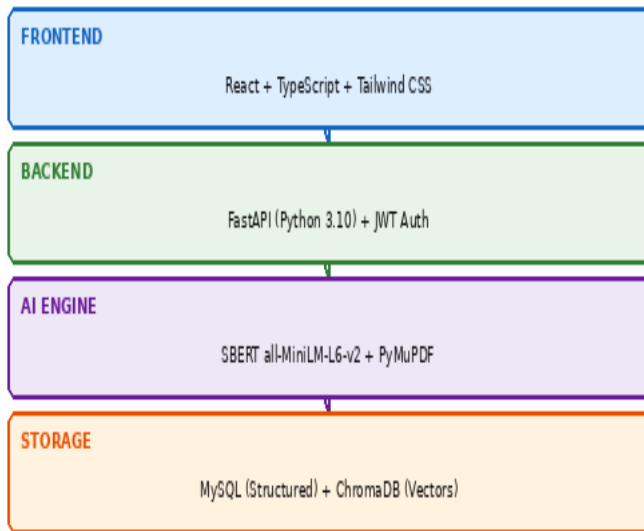 FRONTEND
React + TypeScript + Tailwind CSS
BACKEND
FastAPI (Python 3.10) + JWT Auth
AI ENGINE
SBERT all-MiniLM-L6-v2 + PyMuPDF
STORAGE
MySQL (Structured) + ChromaDB (Vectors)